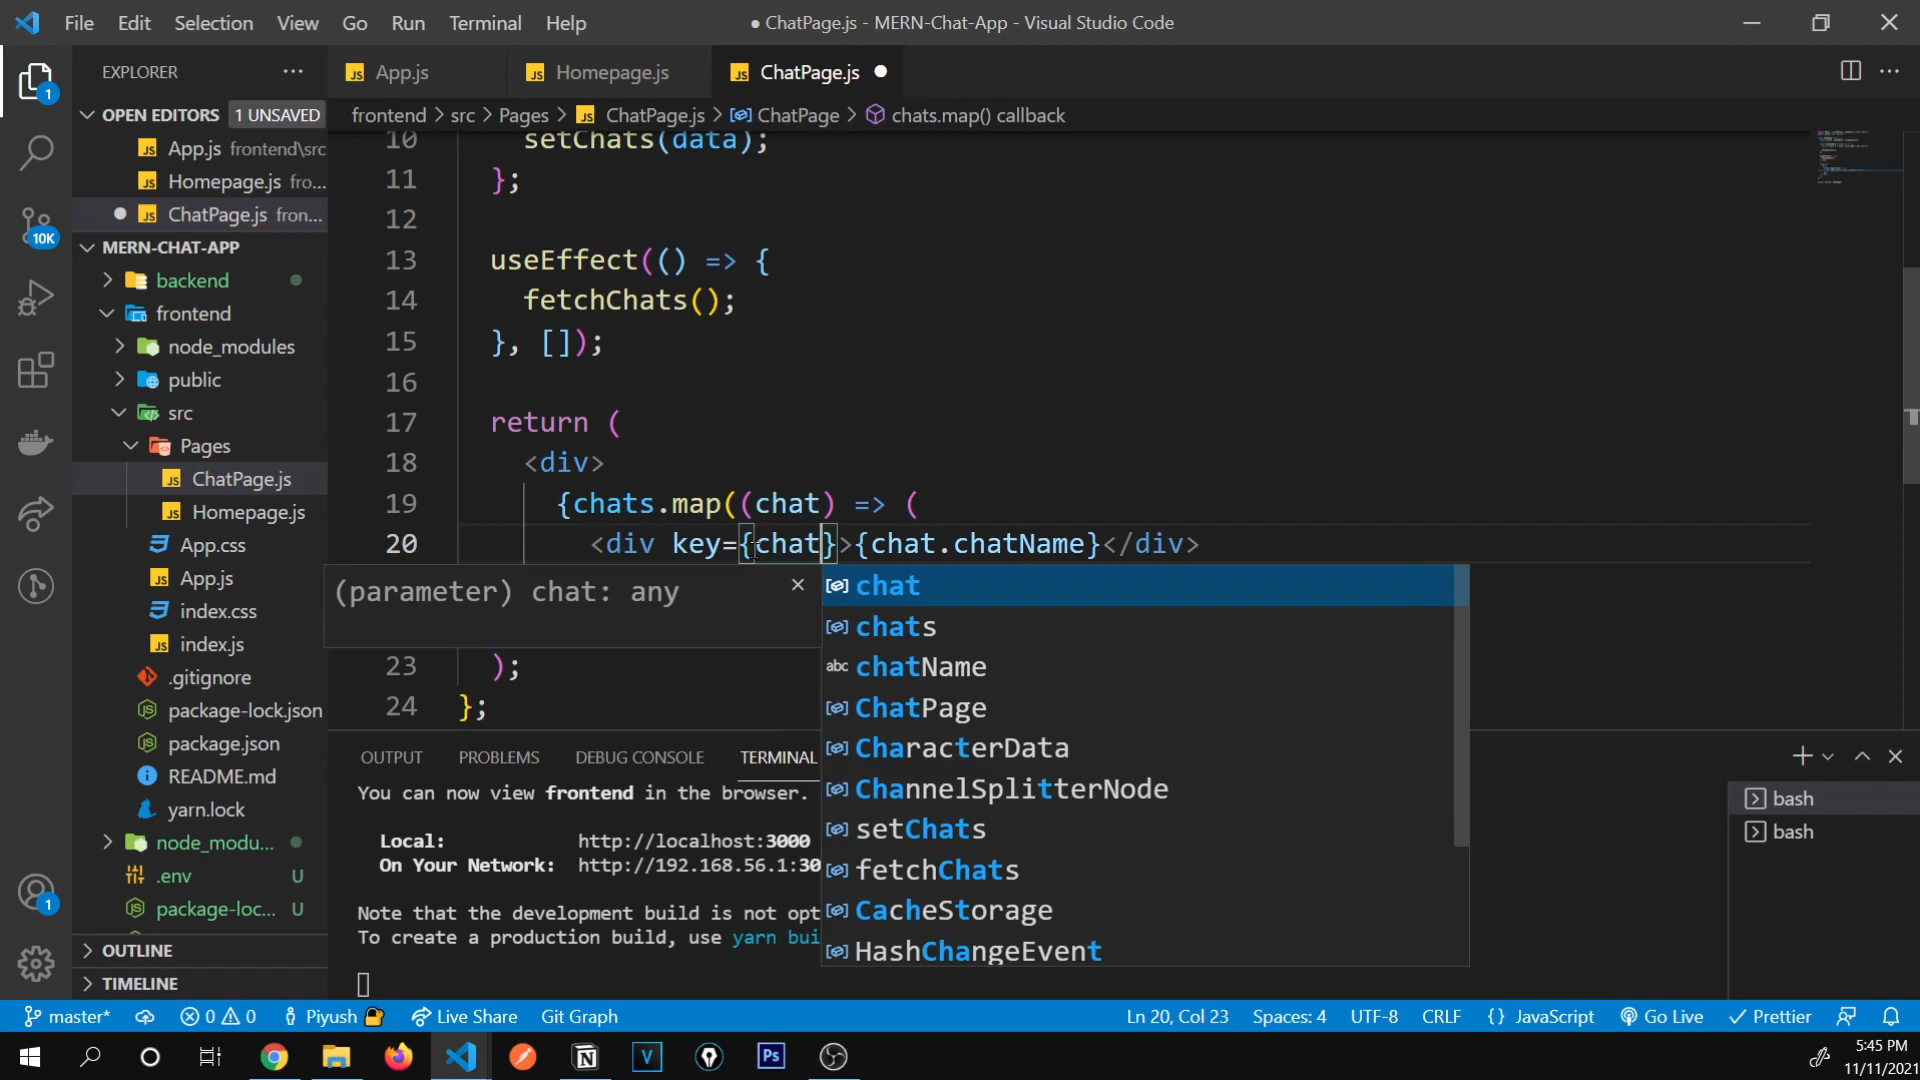 File Edit Selection View Go Run Terminal Help
● ChatPage.js - MERN-Chat-App - Visual Studio Code
EXPLORER
App.js
Homepage.js
ChatPage.js
OPEN EDITORS 1 UNSAVED
App.js frontend\src
Homepage.js fro...
ChatPage.js fron...
MERN-CHAT-APP
backend
frontend
node_modules
public
src
Pages
ChatPage.js
Homepage.js
App.css
App.js
index.css
index.js
.gitignore
package-lock.json
package.json
README.md
yarn.lock
node_modu...
.env U
package-loc... U
OUTLINE
TIMELINE
1
10K
1
frontend > src > Pages > ChatPage.js > ChatPage > chats.map() callback
10 setChats(data);
11 };
12
13 useEffect(() => {
14 fetchChats();
15 }, []);
16
17 return (
18 <div>
19 {chats.map((chat) => (
20 <div key={chat}>{chat.chatName}</div>
(parameter) chat: any
23 );
24 };
chat
chats
abc chatName
ChatPage
CharacterData
ChannelSplitterNode
setChats
fetchChats
CacheStorage
HashChangeEvent
OUTPUT PROBLEMS DEBUG CONSOLE TERMINAL
You can now view frontend in the browser.
Local: http://localhost:3000
On Your Network: http://192.168.56.1:30
Note that the development build is not opt
To create a production build, use yarn bui
bash
bash
master* 0 0 Piyush Live Share Git Graph
Ln 20, Col 23 Spaces: 4 UTF-8 CRLF {} JavaScript Go Live Prettier
V
Ps
5:45 PM
11/11/2021